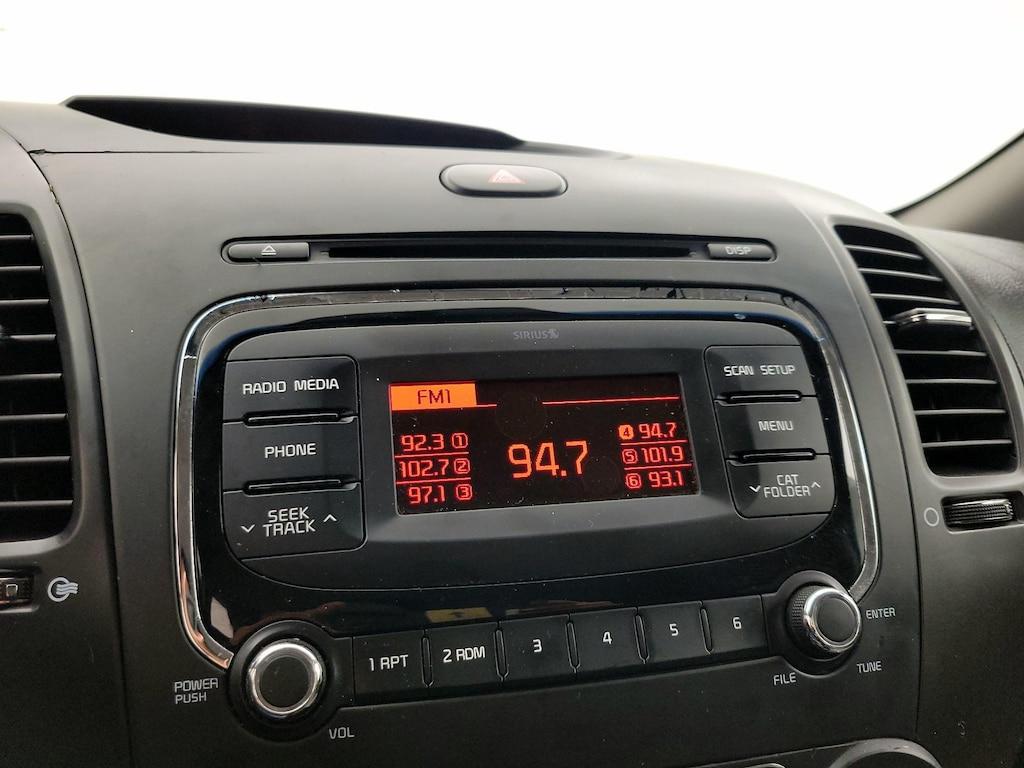 DISP
SIRIUS
RADIO MEDIA
PHONE
SEEK
TRACK
FM1
92.3 1
102.7 2
97.1 3
94.7
4 94.7
5 101.9
6 93.1
SCAN SETUP
MENU
CAT
FOLDER
POWER
PUSH
VOL
1 RPT
2 RDM
3
4
5
6
ENTER
TUNE
FILE